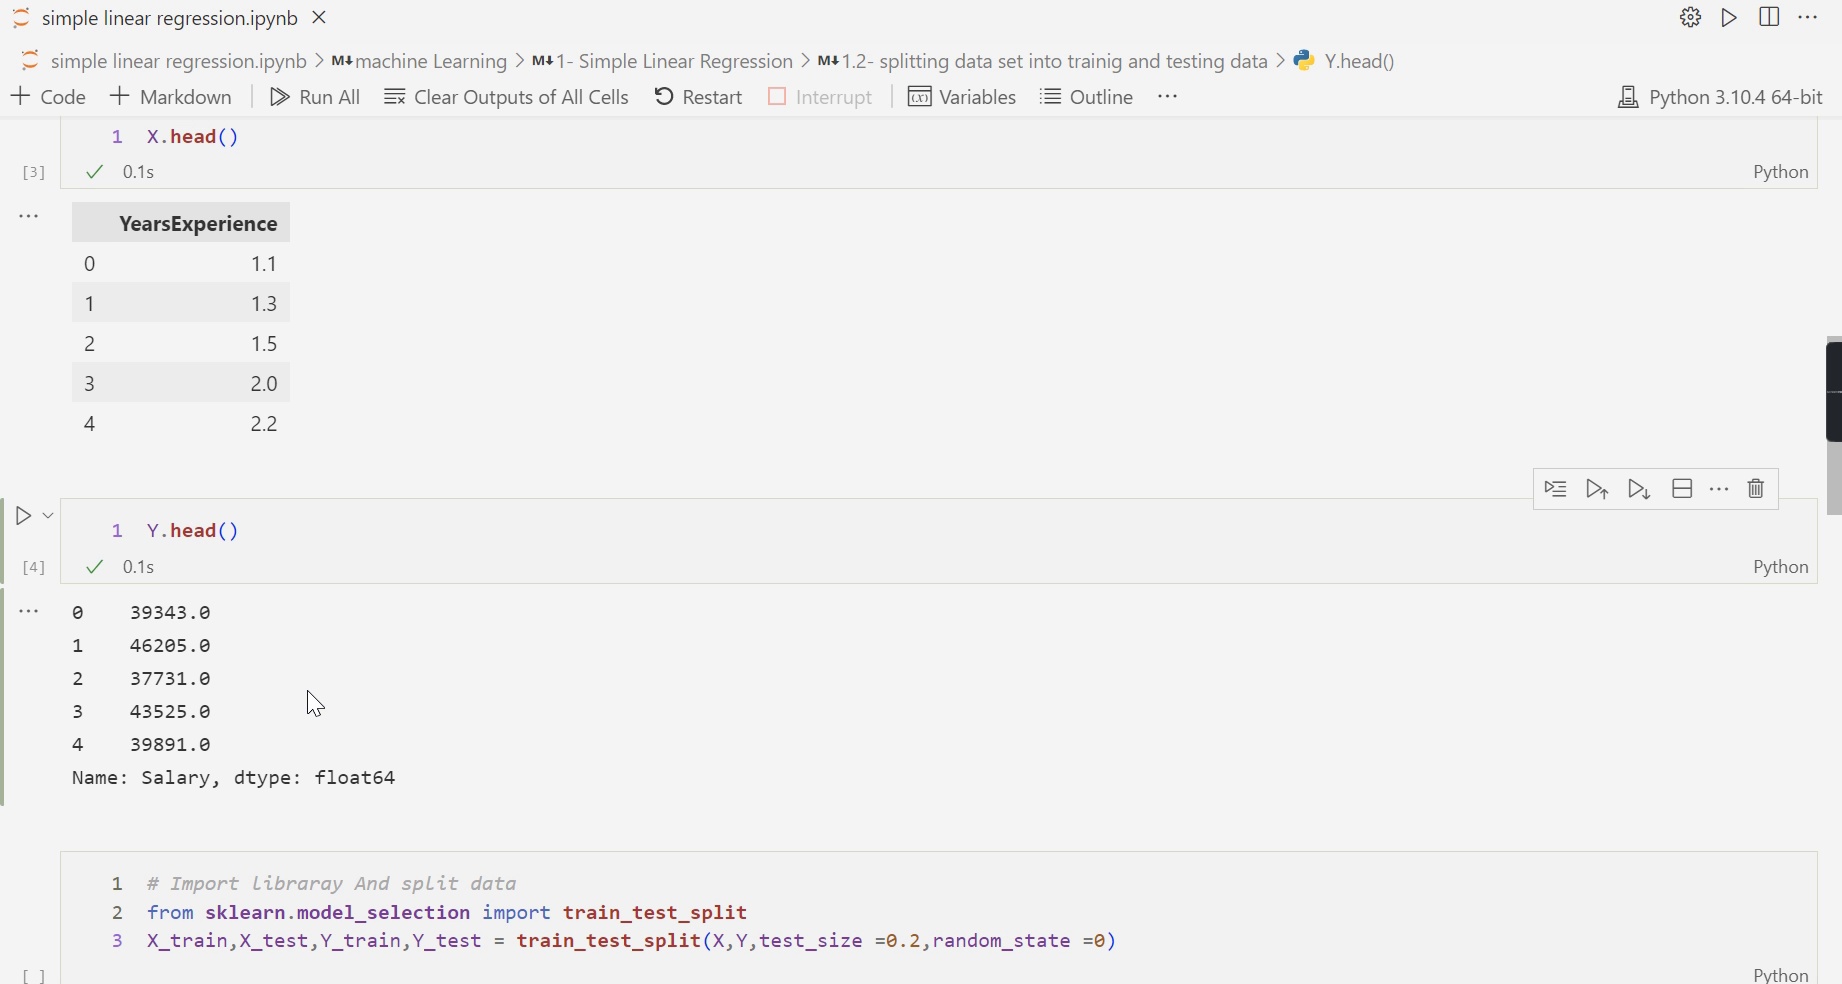 simple linear regression.ipynb
simple linear regression.ipynb > M↓ machine Learning > M↓ 1- Simple Linear Regression > M↓ 1.2- splitting data set into trainig and testing data > Y.head()
+ Code + Markdown Run All Clear Outputs of All Cells Restart Interrupt (x) Variables Outline ··· Python 3.10.4 64-bit
1 X.head()
[3] ✓ 0.1s Python
YearsExperience
0 1.1
1 1.3
2 1.5
3 2.0
4 2.2
1 Y.head()
[4] ✓ 0.1s Python
0 39343.0
1 46205.0
2 37731.0
3 43525.0
4 39891.0
Name: Salary, dtype: float64
1 # Import libraray And split data
2 from sklearn.model_selection import train_test_split
3 X_train,X_test,Y_train,Y_test = train_test_split(X,Y,test_size =0.2,random_state =0)
[ ] Python